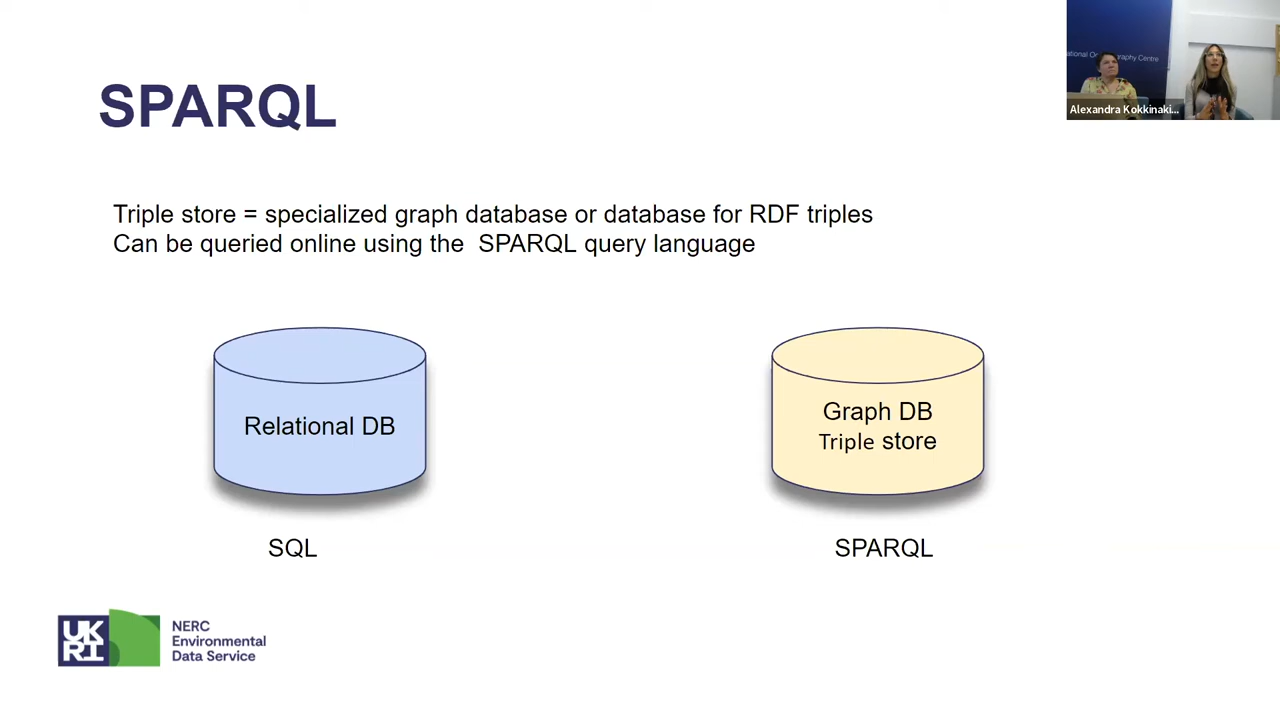 SPARQL
Triple store = specialized graph database or database for RDF triples
Can be queried online using the SPARQL query language
Relational DB
Graph DB
Triple store
SQL
SPARQL
UK
RI
NERC
Environmental
Data Service
Alexandra Kokkinaki...